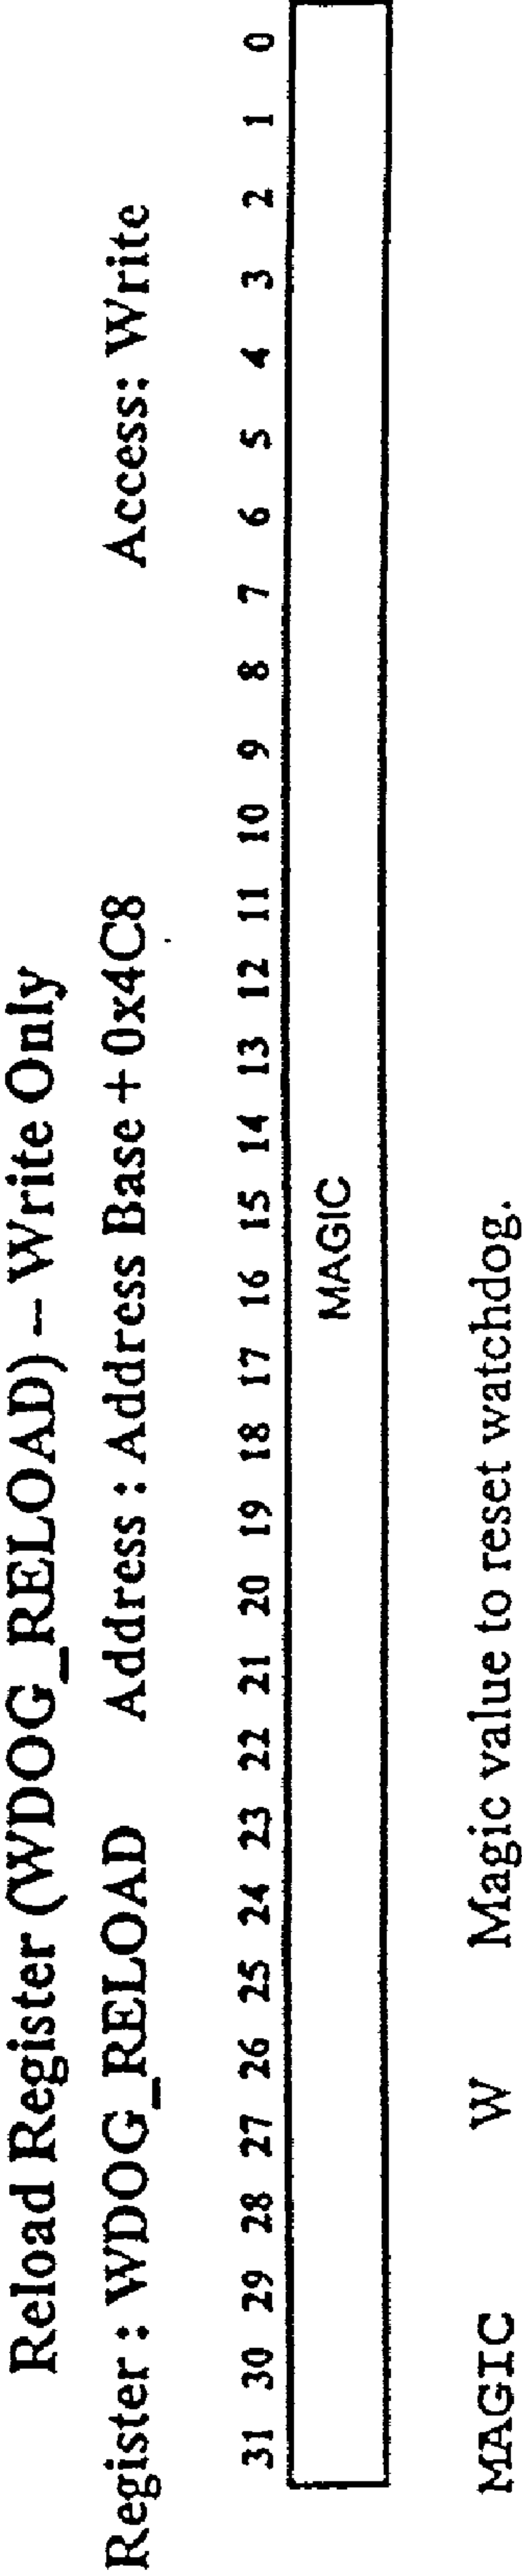 Reload Register (WDOG_RELOAD) – Write Only
Register : WDOG_RELOAD Address : Address Base + 0x4C8 Access: Write
31 30 29 28 27 26 25 24 23 22 21 20 19 18 17 16 15 14 13 12 11 10 9 8 7 6 5 4 3 2 1 0
MAGIC
MAGIC W Magic value to reset watchdog.